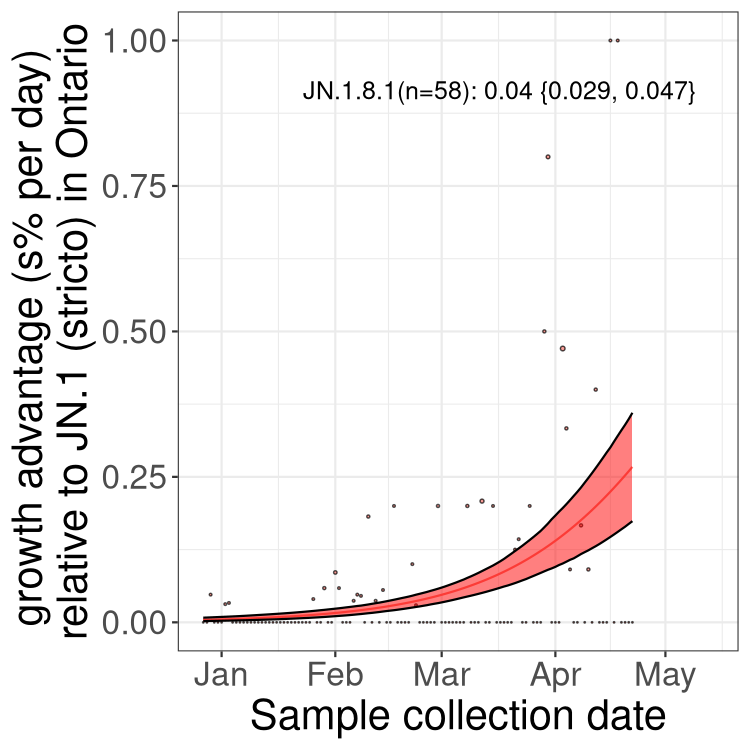 growth advantage (s% per day)
relative to JN.1 (stricto) in Ontario
1.00
0.75
0.50
0.25
0.00
JN.1.8.1(n=58): 0.04 {0.029, 0.047}
Jan Feb Mar Apr May
Sample collection date